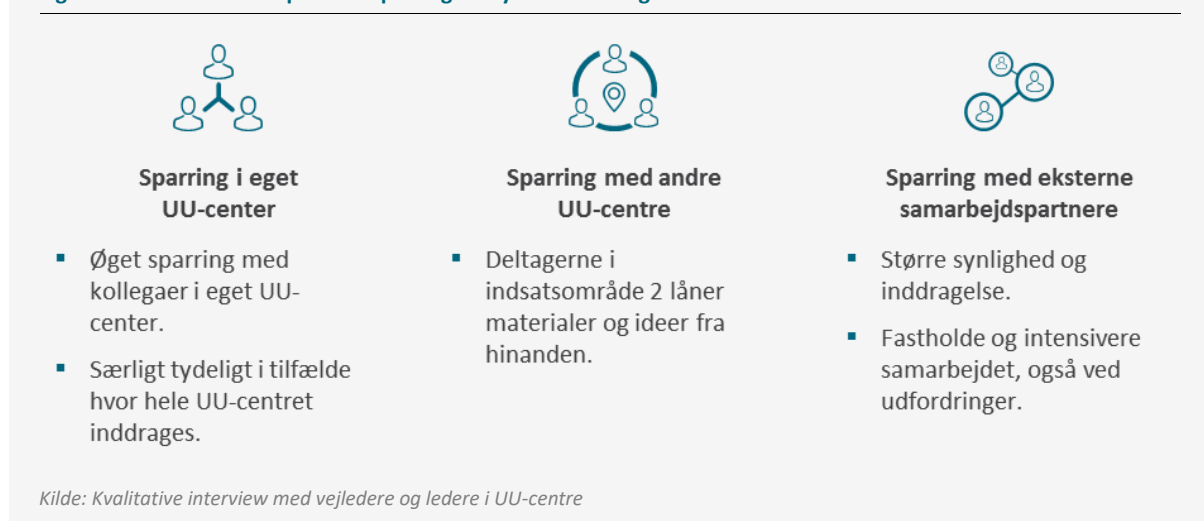 Sparring i eget
UU-center
Øget sparring med
kollegaer i eget UU-
center.
Særligt tydeligt i tilfælde
hvor hele UU-centret
inddrages.
Sparring med andre
UU-centre
Deltagerne i
indsatsområde 2 låner
materialer og ideer fra
hinanden.
Sparring med eksterne
samarbejdspartnere
Større synlighed og
inddragelse.
Fastholde og intensivere
samarbejdet, også ved
udfordringer.
Kilde: Kvalitative interview med vejledere og ledere i UU-centre